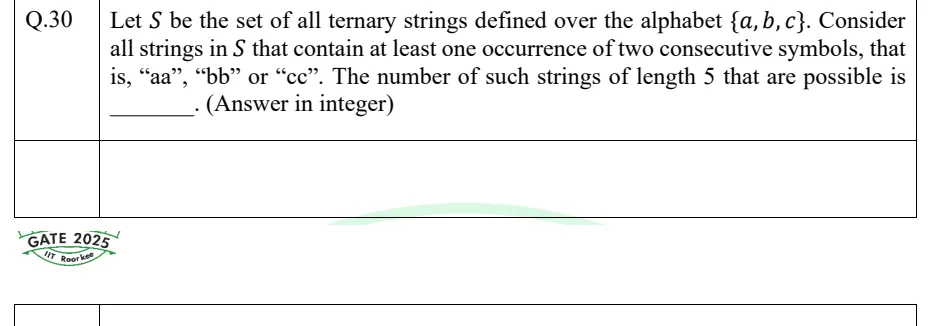 Q.30
Let S be the set of all ternary strings defined over the alphabet {a, b, c}. Consider
all strings in S that contain at least one occurrence of two consecutive symbols, that
is, “aa”, “bb” or “cc”. The number of such strings of length 5 that are possible is
________. (Answer in integer)
GATE 2025
IIT Roorkee